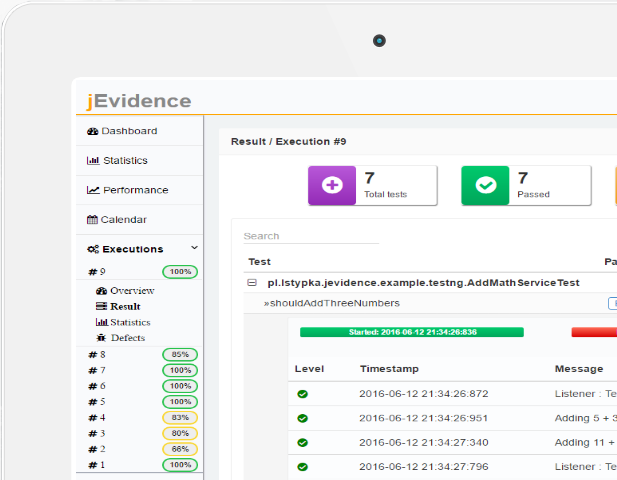 jEvidence
Dashboard
Statistics
Performance
Calendar
Executions
# 9 100%
Overview
Result
Statistics
Defects
# 8 85%
# 7 100%
# 6 100%
# 5 100%
# 4 83%
# 3 80%
# 2 66%
# 1 100%
Result / Execution #9
7
Total tests
7
Passed
Search
Test Pa
pl.lstypka.jevidence.example.testng.AddMathServiceTest
»shouldAddThreeNumbers
Started: 2016-06-12 21:34:26:836
Level Timestamp Message
2016-06-12 21:34:26:872 Listener : Te
2016-06-12 21:34:26:951 Adding 5 + 3
2016-06-12 21:34:27:340 Adding 11 +
2016-06-12 21:34:27:796 Listener : Te